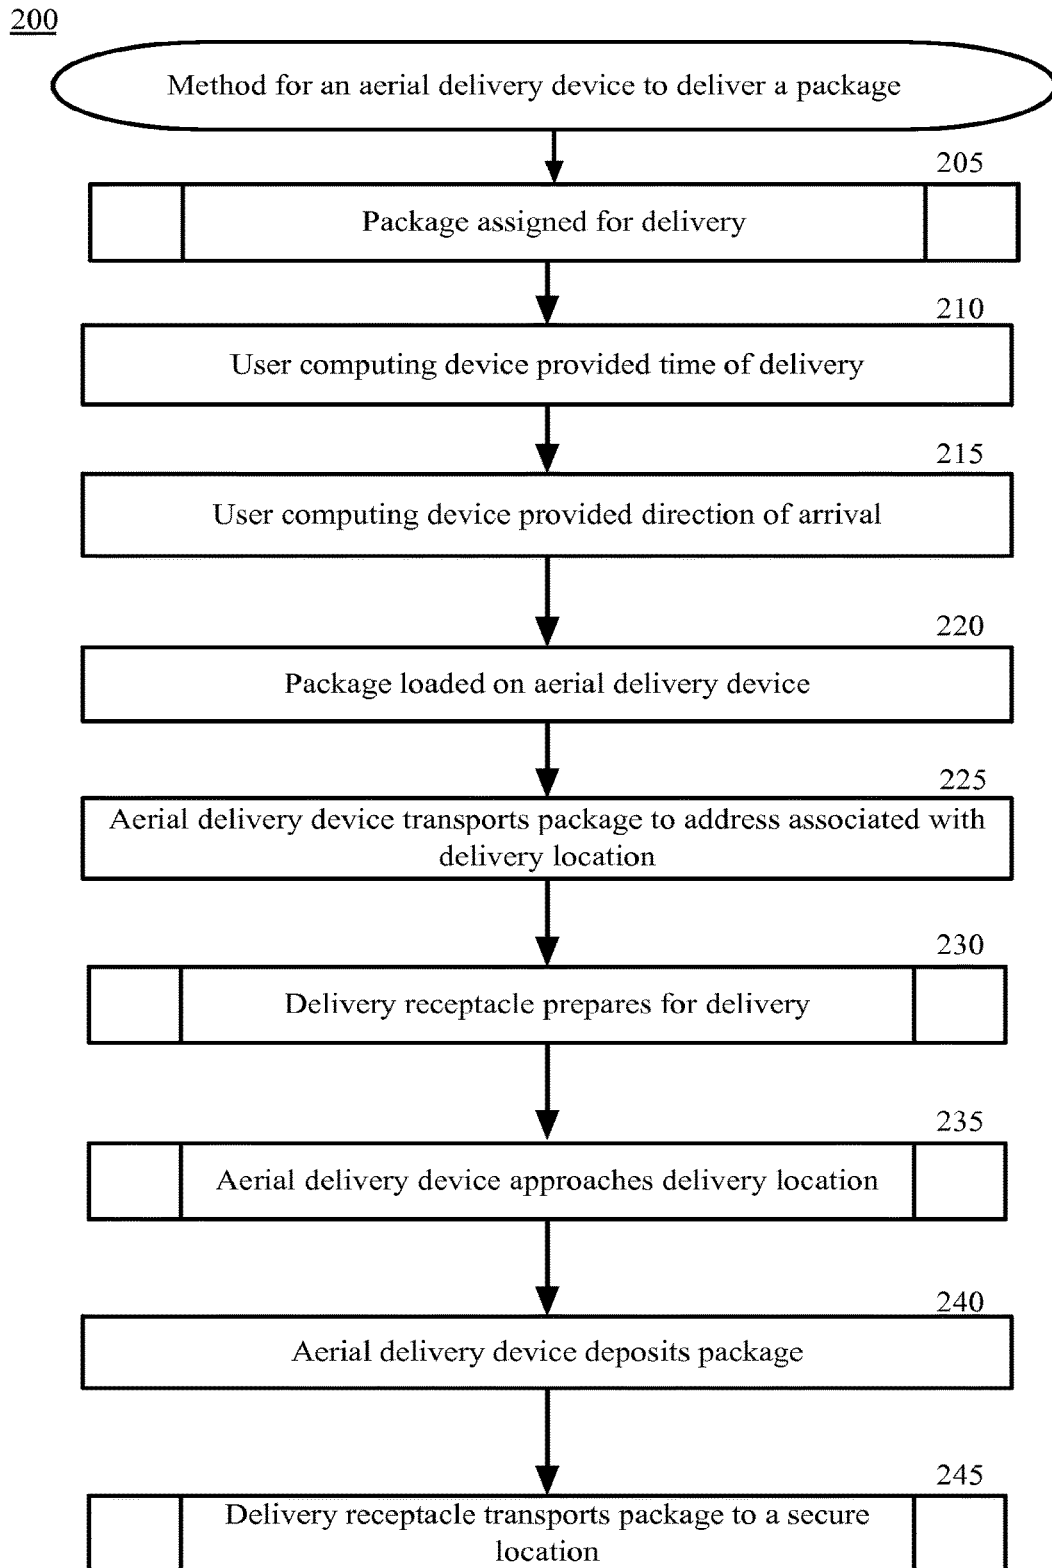 200
Method for an aerial delivery device to deliver a package
205
Package assigned for delivery
210
User computing device provided time of delivery
215
User computing device provided direction of arrival
220
Package loaded on aerial delivery device
225
Aerial delivery device transports package to address associated with
delivery location
230
Delivery receptacle prepares for delivery
235
Aerial delivery device approaches delivery location
240
Aerial delivery device deposits package
245
Delivery receptacle transports package to a secure
location